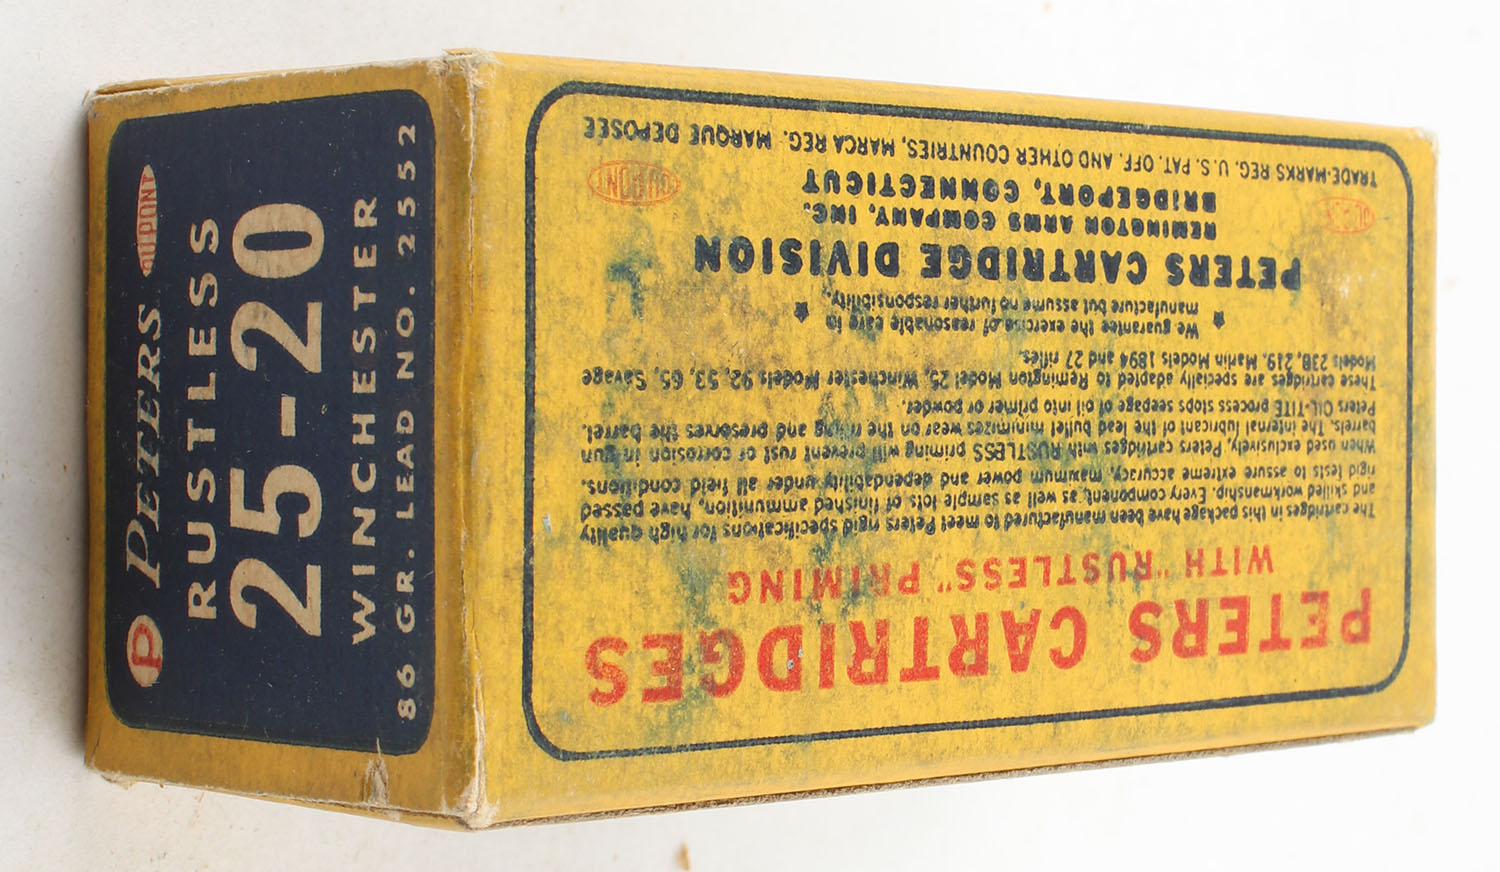 P PETERS DU PONT
RUSTLESS
25-20
WINCHESTER
86 GR. LEAD NO. 2552
PETERS CARTRIDGES
WITH "RUSTLESS" PRIMING
The cartridges in this package have been manufactured to meet Peters rigid specifications for high quality
and skilled workmanship. Every component, as well as sample lots of finished ammunition, have passed
rigid tests to assure extreme accuracy, maximum power and dependability under all field conditions.
When used exclusively, Peters cartridges with RUSTLESS priming will prevent rust or corrosion in gun
barrels. The internal lubricant of the lead bullet minimizes wear on the rifling and preserves the barrel.
Peters OIL-TITE process stops seepage of oil into primer or powder.
These cartridges are specially adapted to Remington Model 25, Winchester Models 92, 53, 65, Savage
Models 23B, 219, Marlin Models 1894 and 27 rifles.
★ We guarantee the exercise of reasonable care in ★
manufacture but assume no further responsibility.
PETERS CARTRIDGE DIVISION
REMINGTON ARMS COMPANY, INC.
BRIDGEPORT, CONNECTICUT
DU PONT
TRADE-MARKS REG. U.S. PAT. OFF. AND OTHER COUNTRIES, MARCA REG. MARQUE DEPOSEE